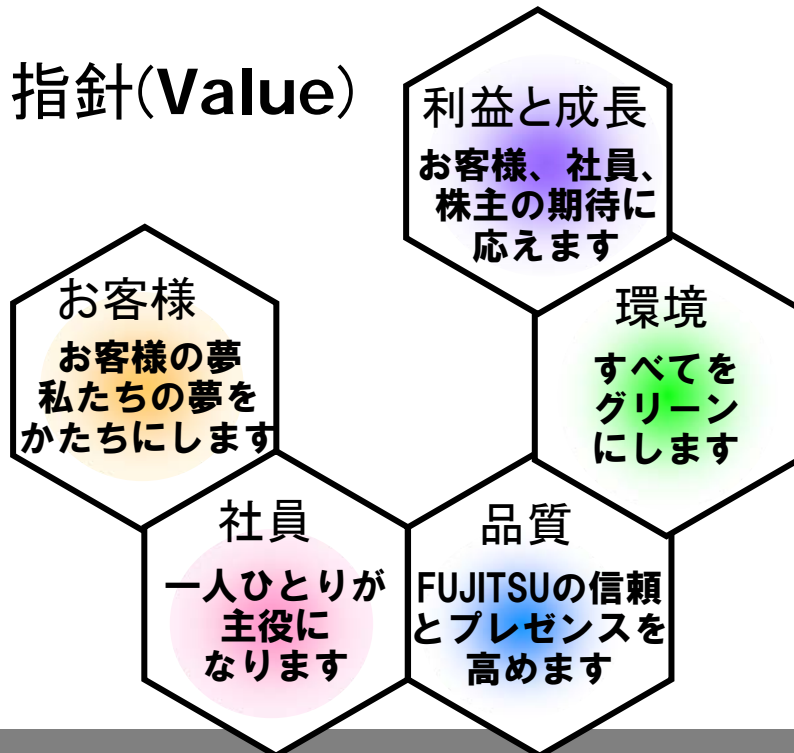 指針(Value)
利益と成長
お客様、社員、
株主の期待に
応えます
お客様
お客様の夢
私たちの夢を
かたちにします
環境
すべてを
グリーン
にします
社員
一人ひとりが
主役に
なります
品質
FUJITSUの信頼
とプレゼンスを
高めます